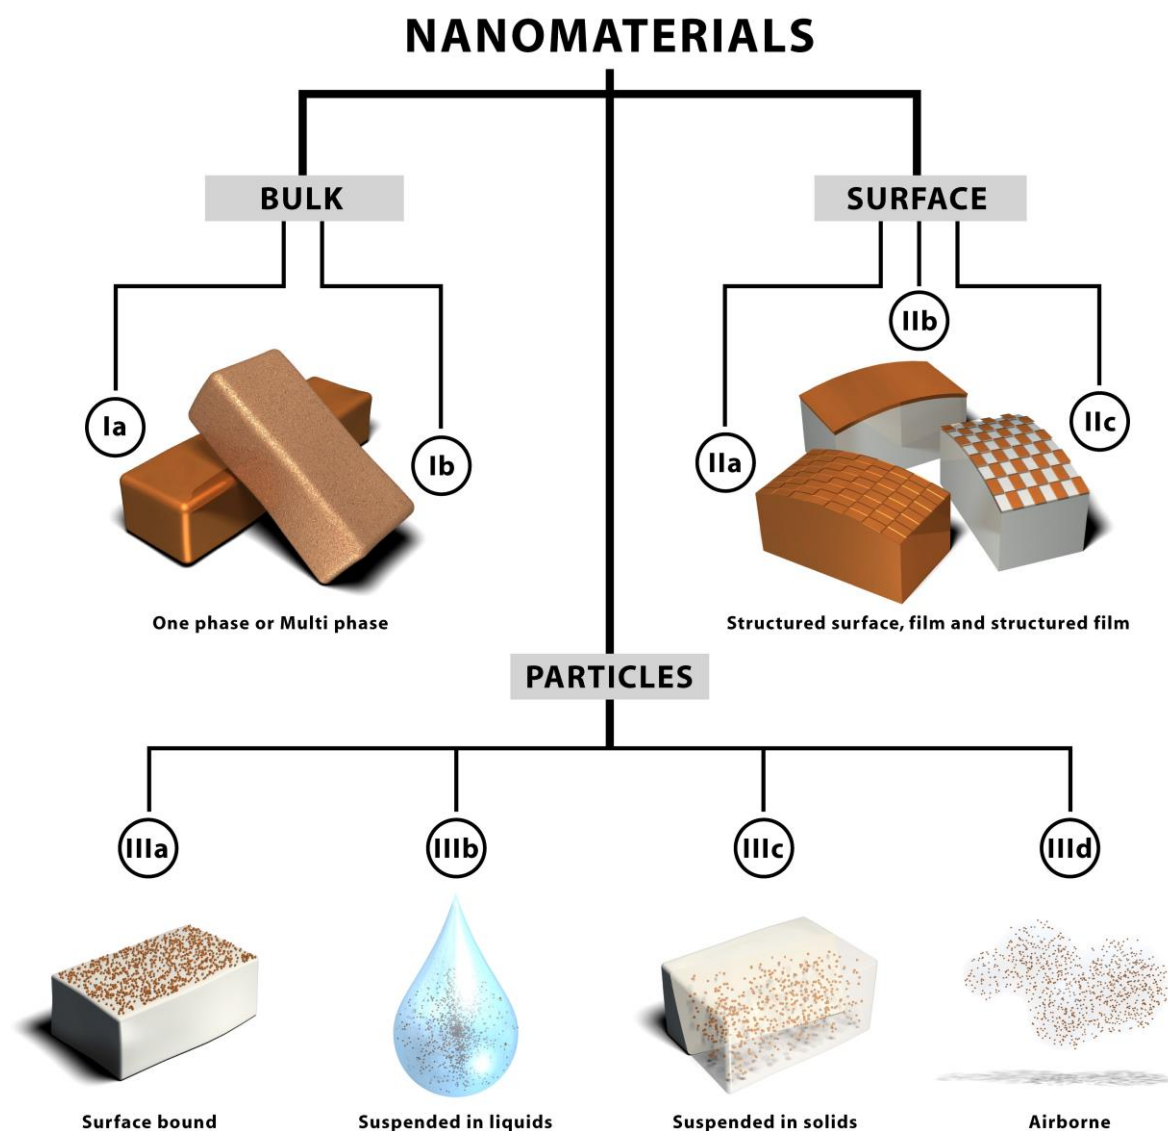 NANOMATERIALS
BULK
SURFACE
IIb
Ia
IIc
Ib
IIa
One phase or Multi phase
Structured surface, film and structured film
PARTICLES
IIIa
IIIb
IIIc
IIId
Surface bound
Suspended in liquids
Suspended in solids
Airborne